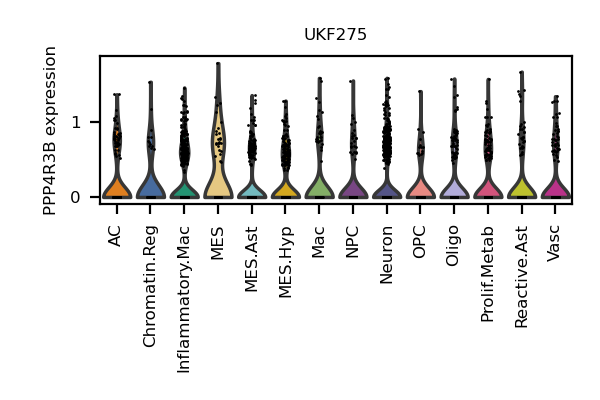 UKF275
PPP4R3B expression
1
0
AC
Chromatin.Reg
Inflammatory.Mac
MES
MES.Ast
MES.Hyp
Mac
NPC
Neuron
OPC
Oligo
Prolif.Metab
Reactive.Ast
Vasc